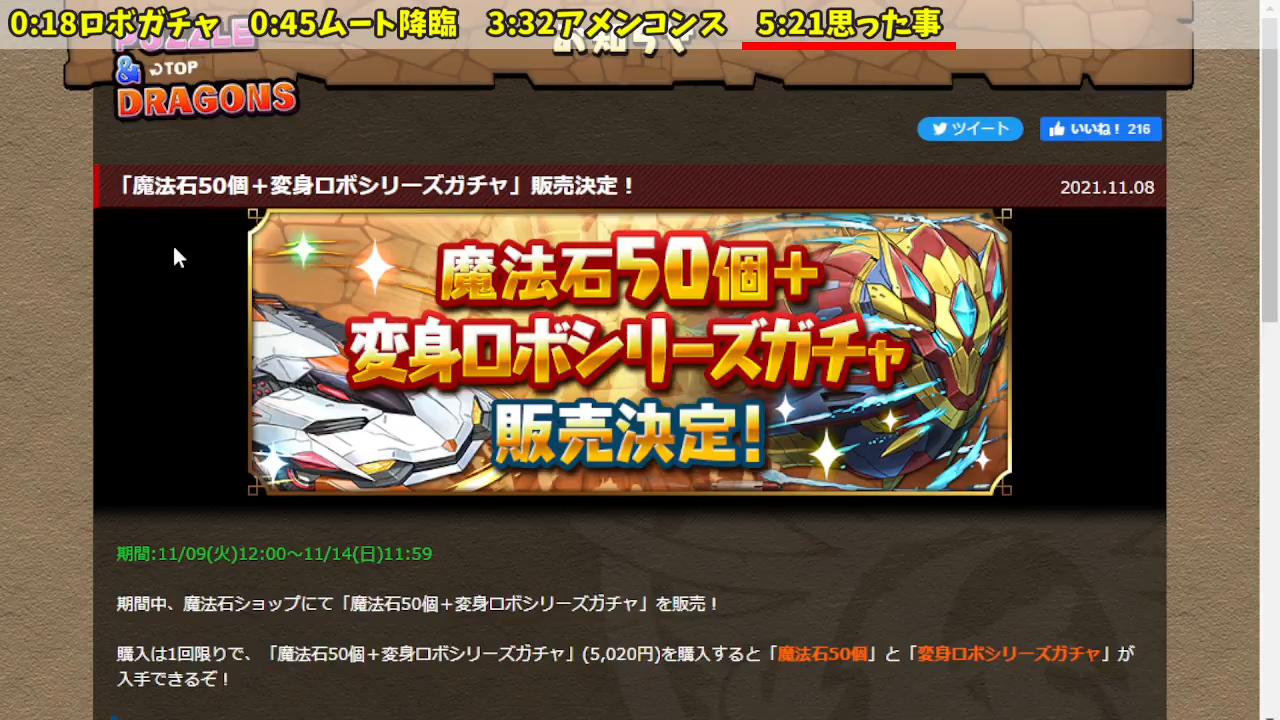 0:18ロボガチャ 0:45ムート降臨 3:32アメンコンス 5:21思った事
PUZZLE
& TOP
DRAGONS
お知らせ
ツイート いいね! 216
「魔法石50個+変身ロボシリーズガチャ」販売決定! 2021.11.08
魔法石50個+
変身ロボシリーズガチャ
販売決定!
期間:11/09(火)12:00～11/14(日)11:59
期間中、魔法石ショップにて「魔法石50個+変身ロボシリーズガチャ」を販売!
購入は1回限りで、「魔法石50個+変身ロボシリーズガチャ」(5,020円)を購入すると「魔法石50個」と「変身ロボシリーズガチャ」が
入手できるぞ!